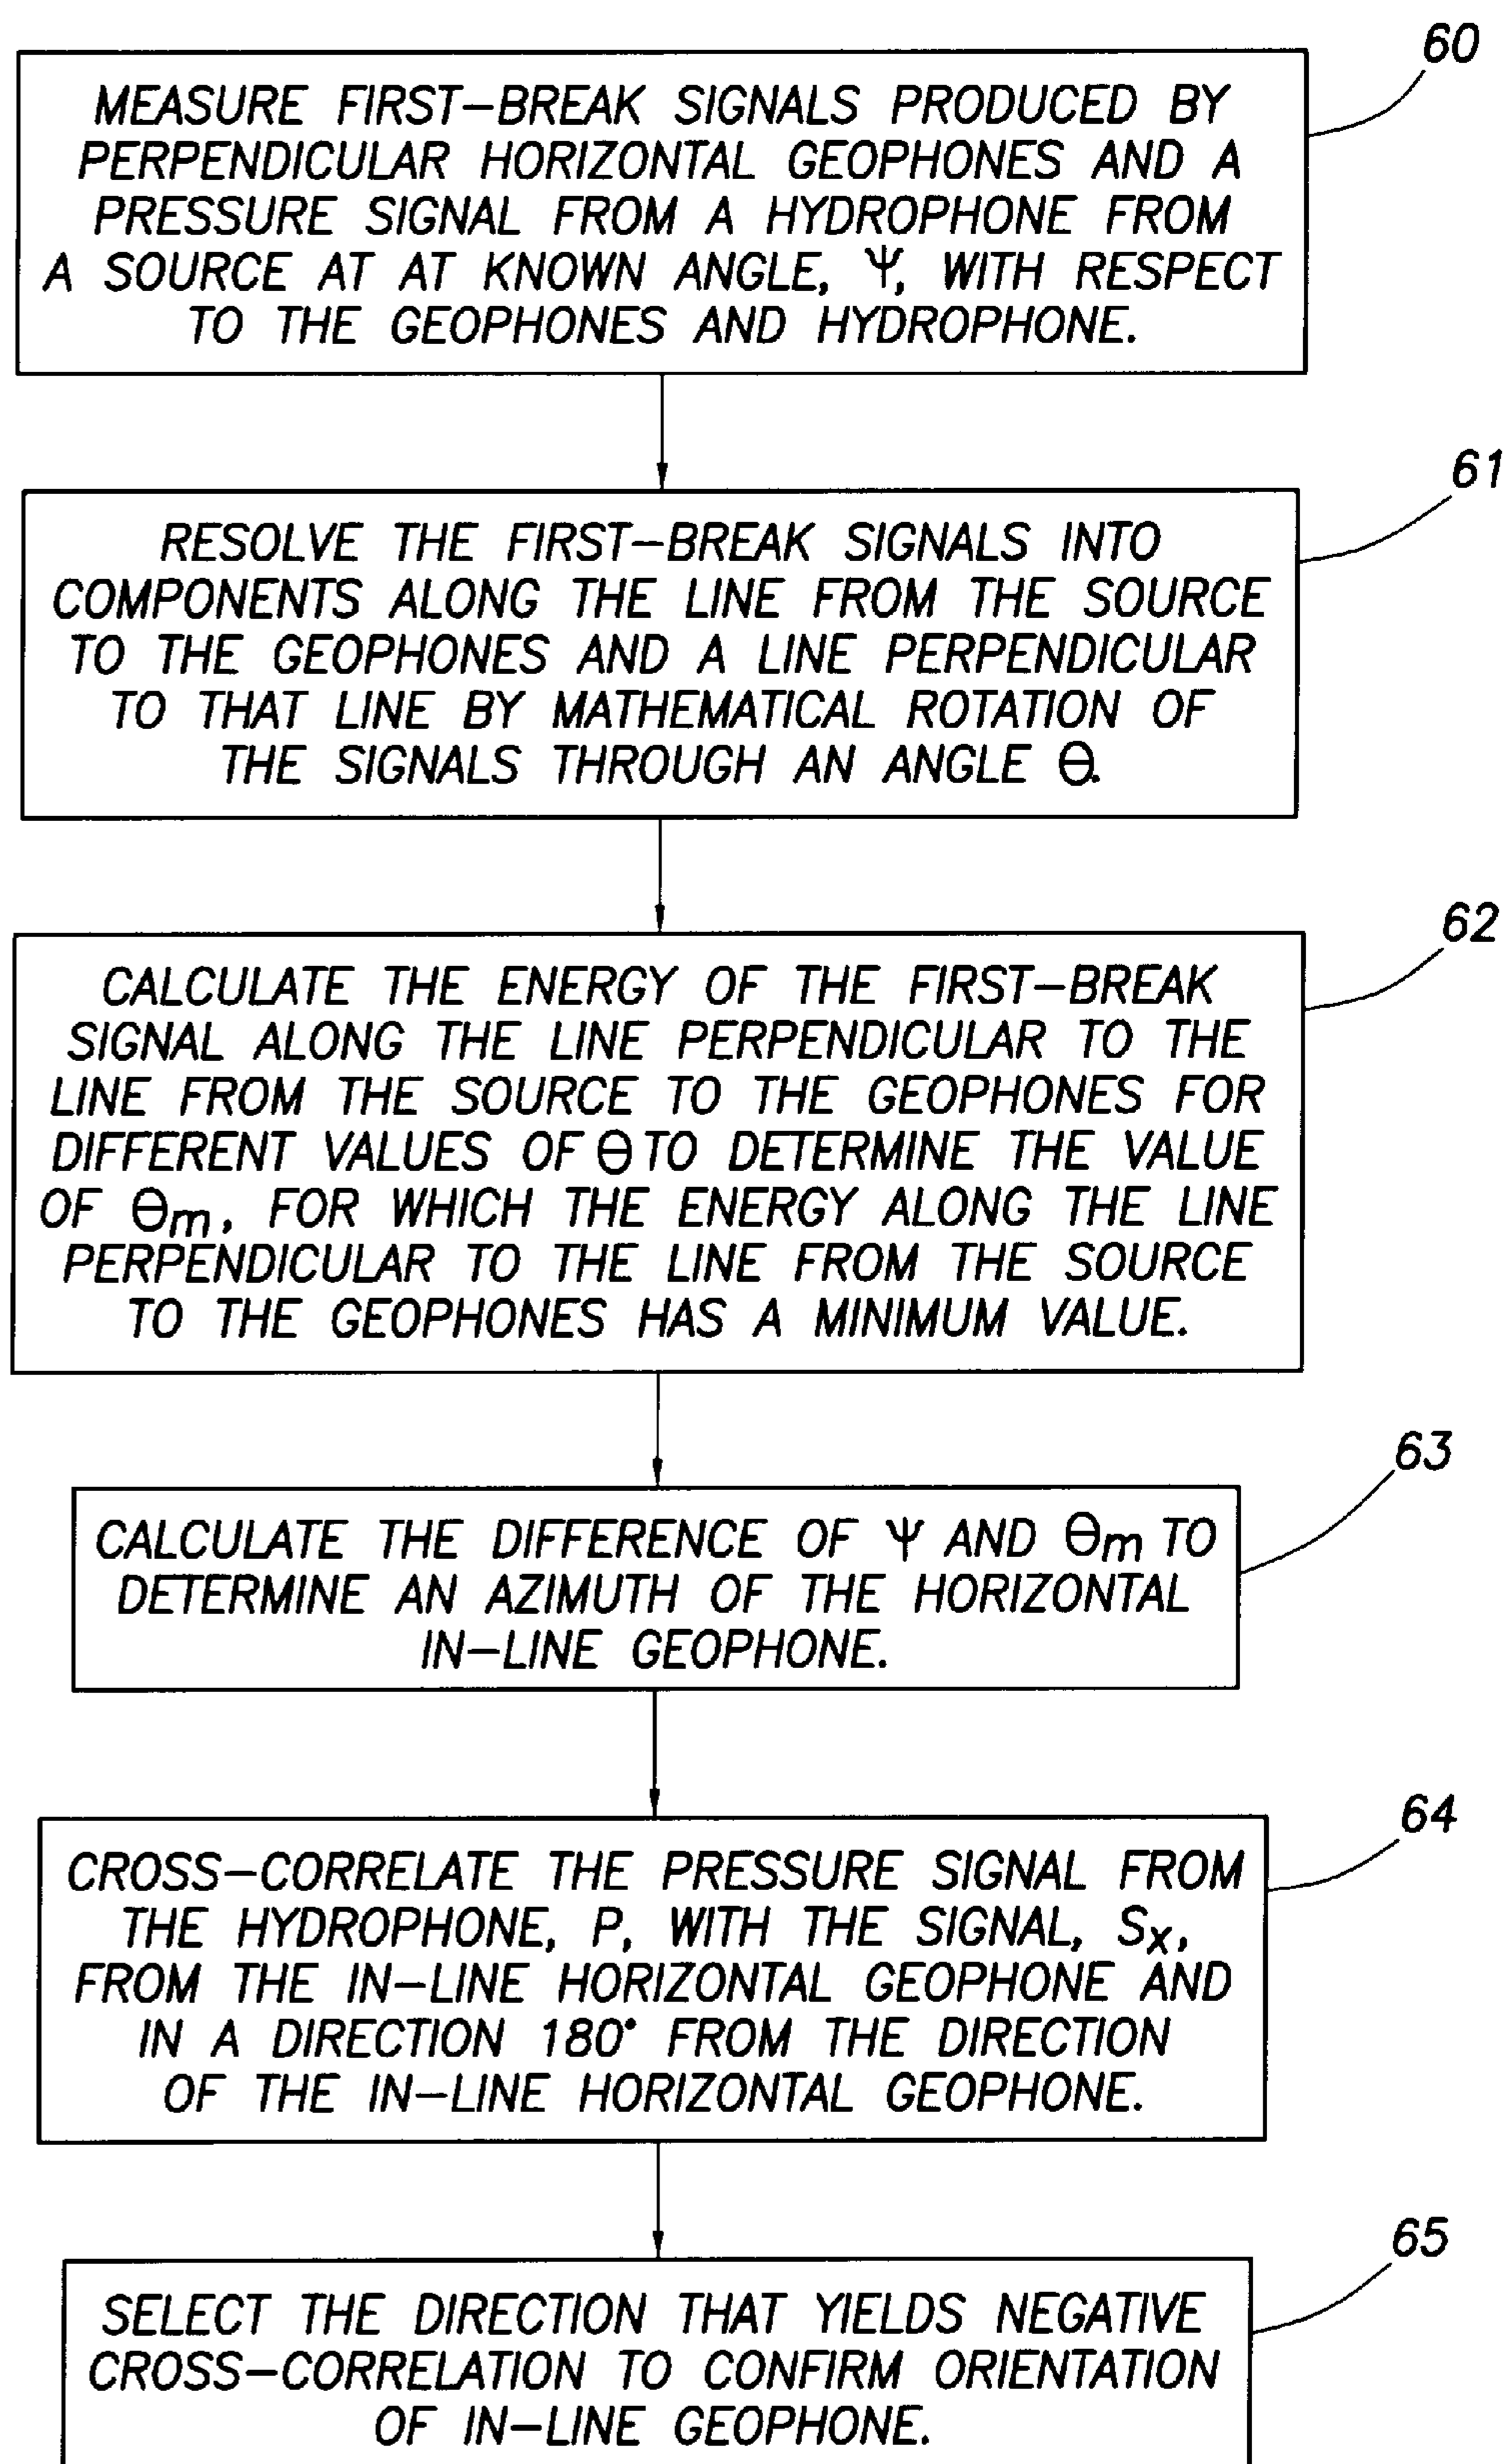 60
MEASURE FIRST-BREAK SIGNALS PRODUCED BY
PERPENDICULAR HORIZONTAL GEOPHONES AND A
PRESSURE SIGNAL FROM A HYDROPHONE FROM
A SOURCE AT AT KNOWN ANGLE, Ψ, WITH RESPECT
TO THE GEOPHONES AND HYDROPHONE.
61
RESOLVE THE FIRST-BREAK SIGNALS INTO
COMPONENTS ALONG THE LINE FROM THE SOURCE
TO THE GEOPHONES AND A LINE PERPENDICULAR
TO THAT LINE BY MATHEMATICAL ROTATION OF
THE SIGNALS THROUGH AN ANGLE Θ.
62
CALCULATE THE ENERGY OF THE FIRST-BREAK
SIGNAL ALONG THE LINE PERPENDICULAR TO THE
LINE FROM THE SOURCE TO THE GEOPHONES FOR
DIFFERENT VALUES OF Θ TO DETERMINE THE VALUE
OF Θm, FOR WHICH THE ENERGY ALONG THE LINE
PERPENDICULAR TO THE LINE FROM THE SOURCE
TO THE GEOPHONES HAS A MINIMUM VALUE.
63
CALCULATE THE DIFFERENCE OF Ψ AND Θm TO
DETERMINE AN AZIMUTH OF THE HORIZONTAL
IN-LINE GEOPHONE.
64
CROSS-CORRELATE THE PRESSURE SIGNAL FROM
THE HYDROPHONE, P, WITH THE SIGNAL, Sx,
FROM THE IN-LINE HORIZONTAL GEOPHONE AND
IN A DIRECTION 180° FROM THE DIRECTION
OF THE IN-LINE HORIZONTAL GEOPHONE.
65
SELECT THE DIRECTION THAT YIELDS NEGATIVE
CROSS-CORRELATION TO CONFIRM ORIENTATION
OF IN-LINE GEOPHONE.